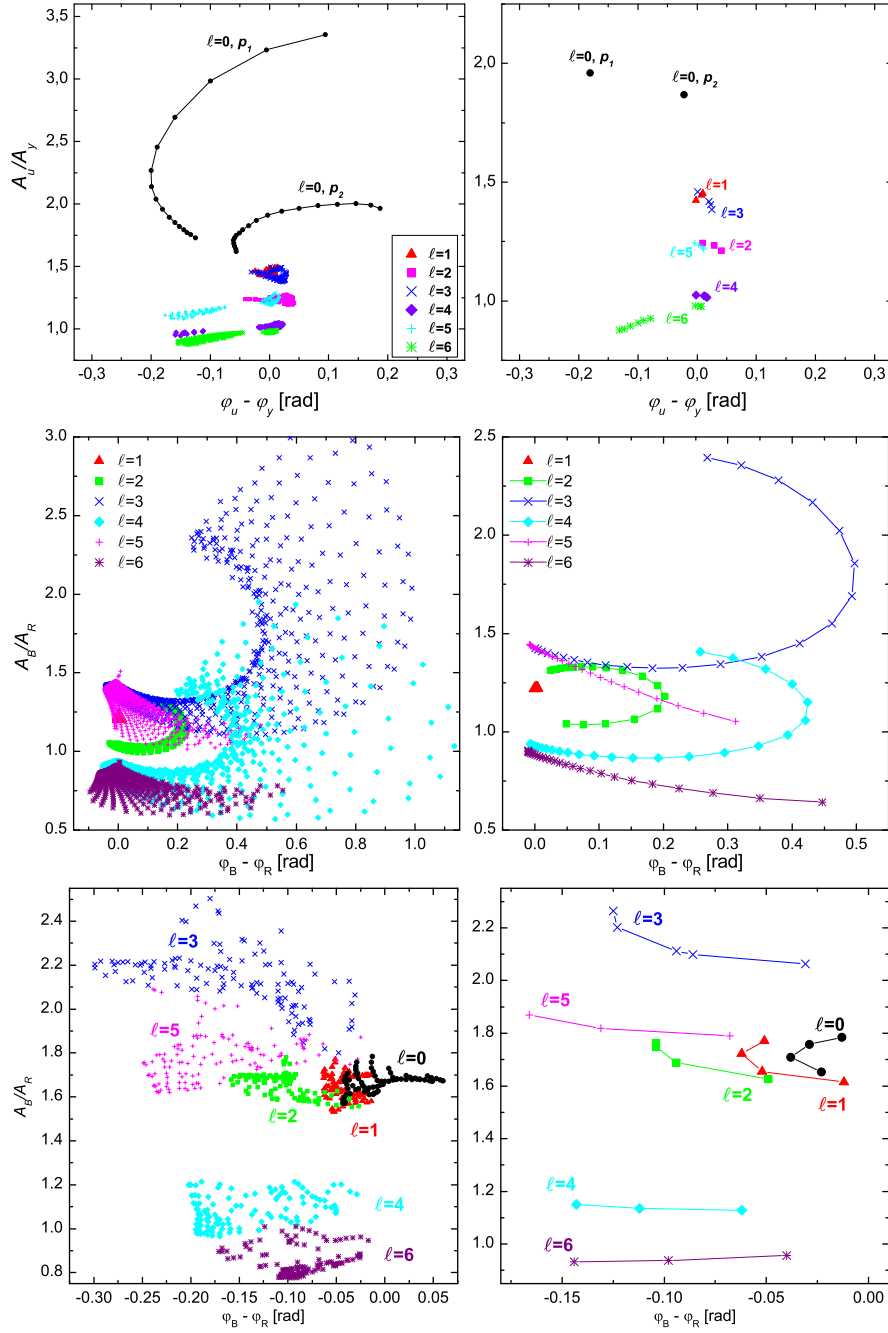 3,5
3,0
2,5
2,0
1,5
1,0
A_u/A_y
ℓ=0, p_1
ℓ=0, p_2
ℓ=1
ℓ=2
ℓ=3
ℓ=4
ℓ=5
ℓ=6
-0,3 -0,2 -0,1 0,0 0,1 0,2 0,3
φ_u - φ_y [rad]
2,0
1,5
1,0
ℓ=0, p_1
ℓ=0, p_2
ℓ=1
ℓ=3
ℓ=5
ℓ=2
ℓ=4
ℓ=6
-0,3 -0,2 -0,1 0,0 0,1 0,2 0,3
φ_u - φ_y [rad]
3.0
2.5
2.0
1.5
1.0
0.5
A_B/A_R
ℓ=1
ℓ=2
ℓ=3
ℓ=4
ℓ=5
ℓ=6
0.0 0.2 0.4 0.6 0.8 1.0
φ_B - φ_R [rad]
2.5
2.0
1.5
1.0
0.5
ℓ=1
ℓ=2
ℓ=3
ℓ=4
ℓ=5
ℓ=6
0.0 0.1 0.2 0.3 0.4 0.5
φ_B - φ_R [rad]
2.4
2.2
2.0
1.8
1.6
1.4
1.2
1.0
0.8
A_B/A_R
ℓ=3
ℓ=5
ℓ=0
ℓ=2
ℓ=1
ℓ=4
ℓ=6
-0.30 -0.25 -0.20 -0.15 -0.10 -0.05 0.00 0.05
φ_B - φ_R [rad]
2.2
2.0
1.8
1.6
1.4
1.2
1.0
ℓ=3
ℓ=5
ℓ=0
ℓ=2
ℓ=1
ℓ=4
ℓ=6
-0.15 -0.10 -0.05 0.00
φ_B - φ_R [rad]